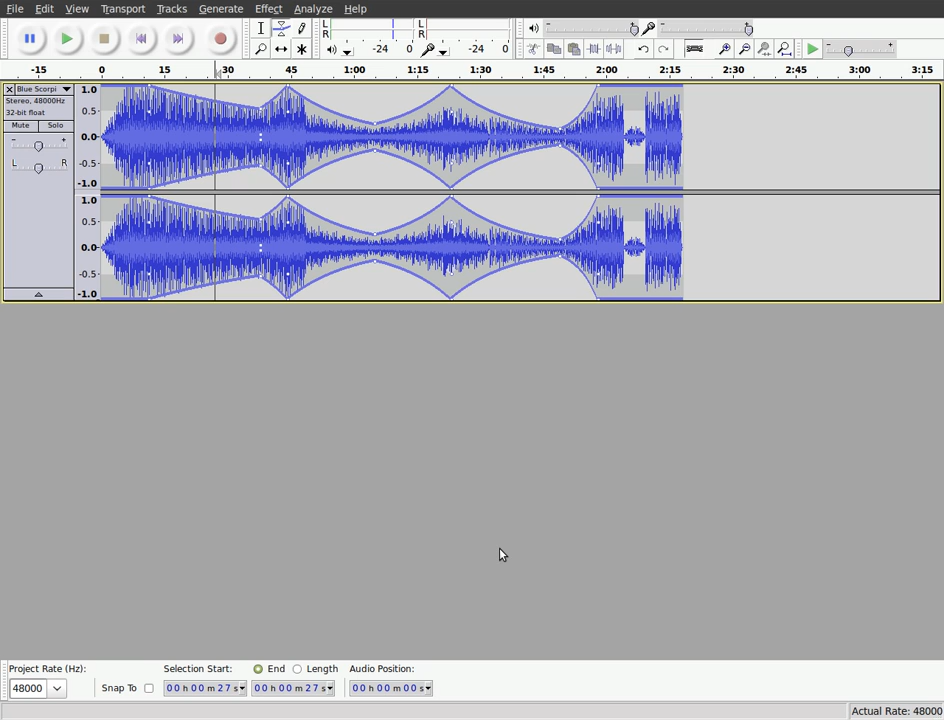 File Edit View Transport Tracks Generate Effect Analyze Help
L
R
-24 0
L
R
-24 0
- +
- +
- +
-15 0 15 30 45 1:00 1:15 1:30 1:45 2:00 2:15 2:30 2:45 3:00 3:15
Blue Scorpi
Stereo, 48000Hz
32-bit float
Mute Solo
- +
L R
1.0
0.5
0.0
-0.5
-1.0
1.0
0.5
0.0
-0.5
-1.0
Project Rate (Hz):
48000
Snap To
Selection Start:
End
Length
00 h 00 m 27 s
00 h 00 m 27 s
Audio Position:
00 h 00 m 00 s
Actual Rate: 48000